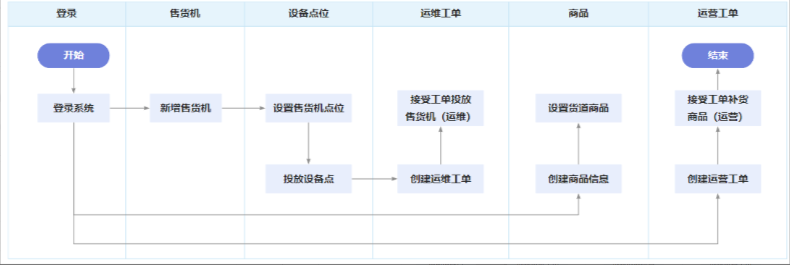 登录
售货机
设备点位
运维工单
商品
运营工单
开始
结束
登录系统
新增售货机
设置售货机点位
接受工单投放
售货机（运维）
设置货道商品
接受工单补货
商品（运营）
投放设备点
创建运维工单
创建商品信息
创建运营工单